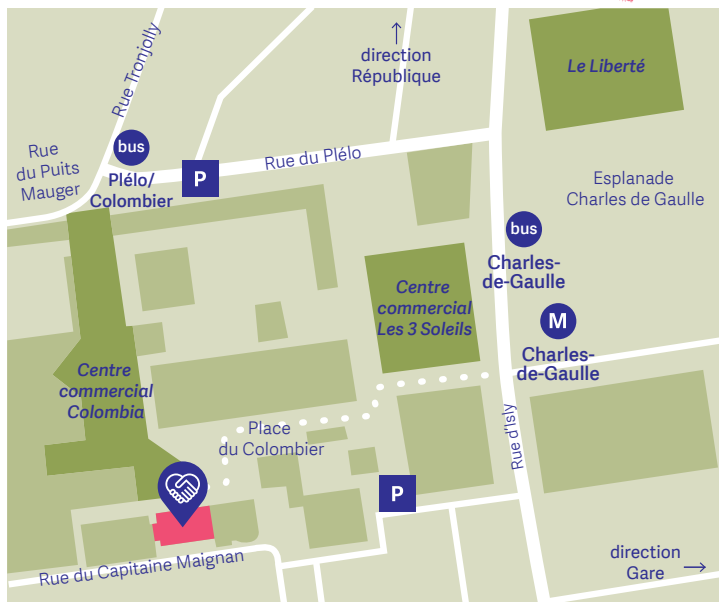 direction
République
Le Liberté
Rue Tronjolly
Rue
du Puits
Mauger
bus
Plélo/
Colombier
P
Rue du Plélo
Esplanade
Charles de Gaulle
bus
Charles-
de-Gaulle
Centre
commercial
Les 3 Soleils
M
Charles-
de-Gaulle
Centre
commercial
Colombia
Place
du Colombier
Rue d'Isly
P
Rue du Capitaine Maignan
direction
Gare